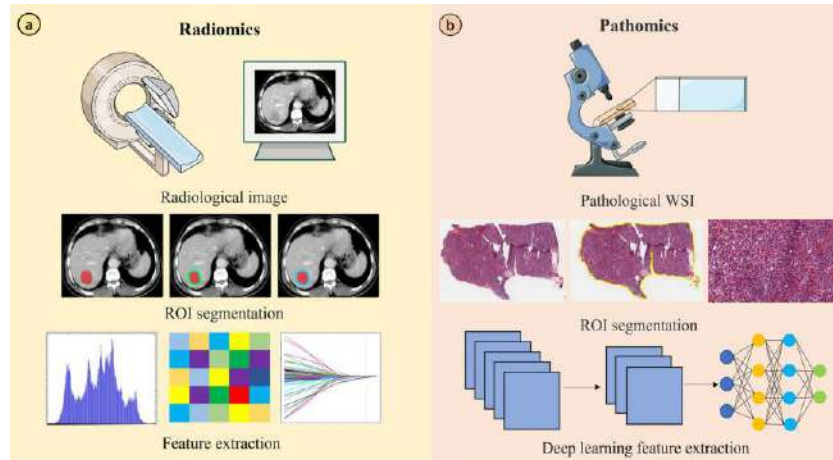 a
Radiomics
Radiological image
ROI segmentation
Feature extraction
b
Pathomics
Pathological WSI
ROI segmentation
Deep learning feature extraction